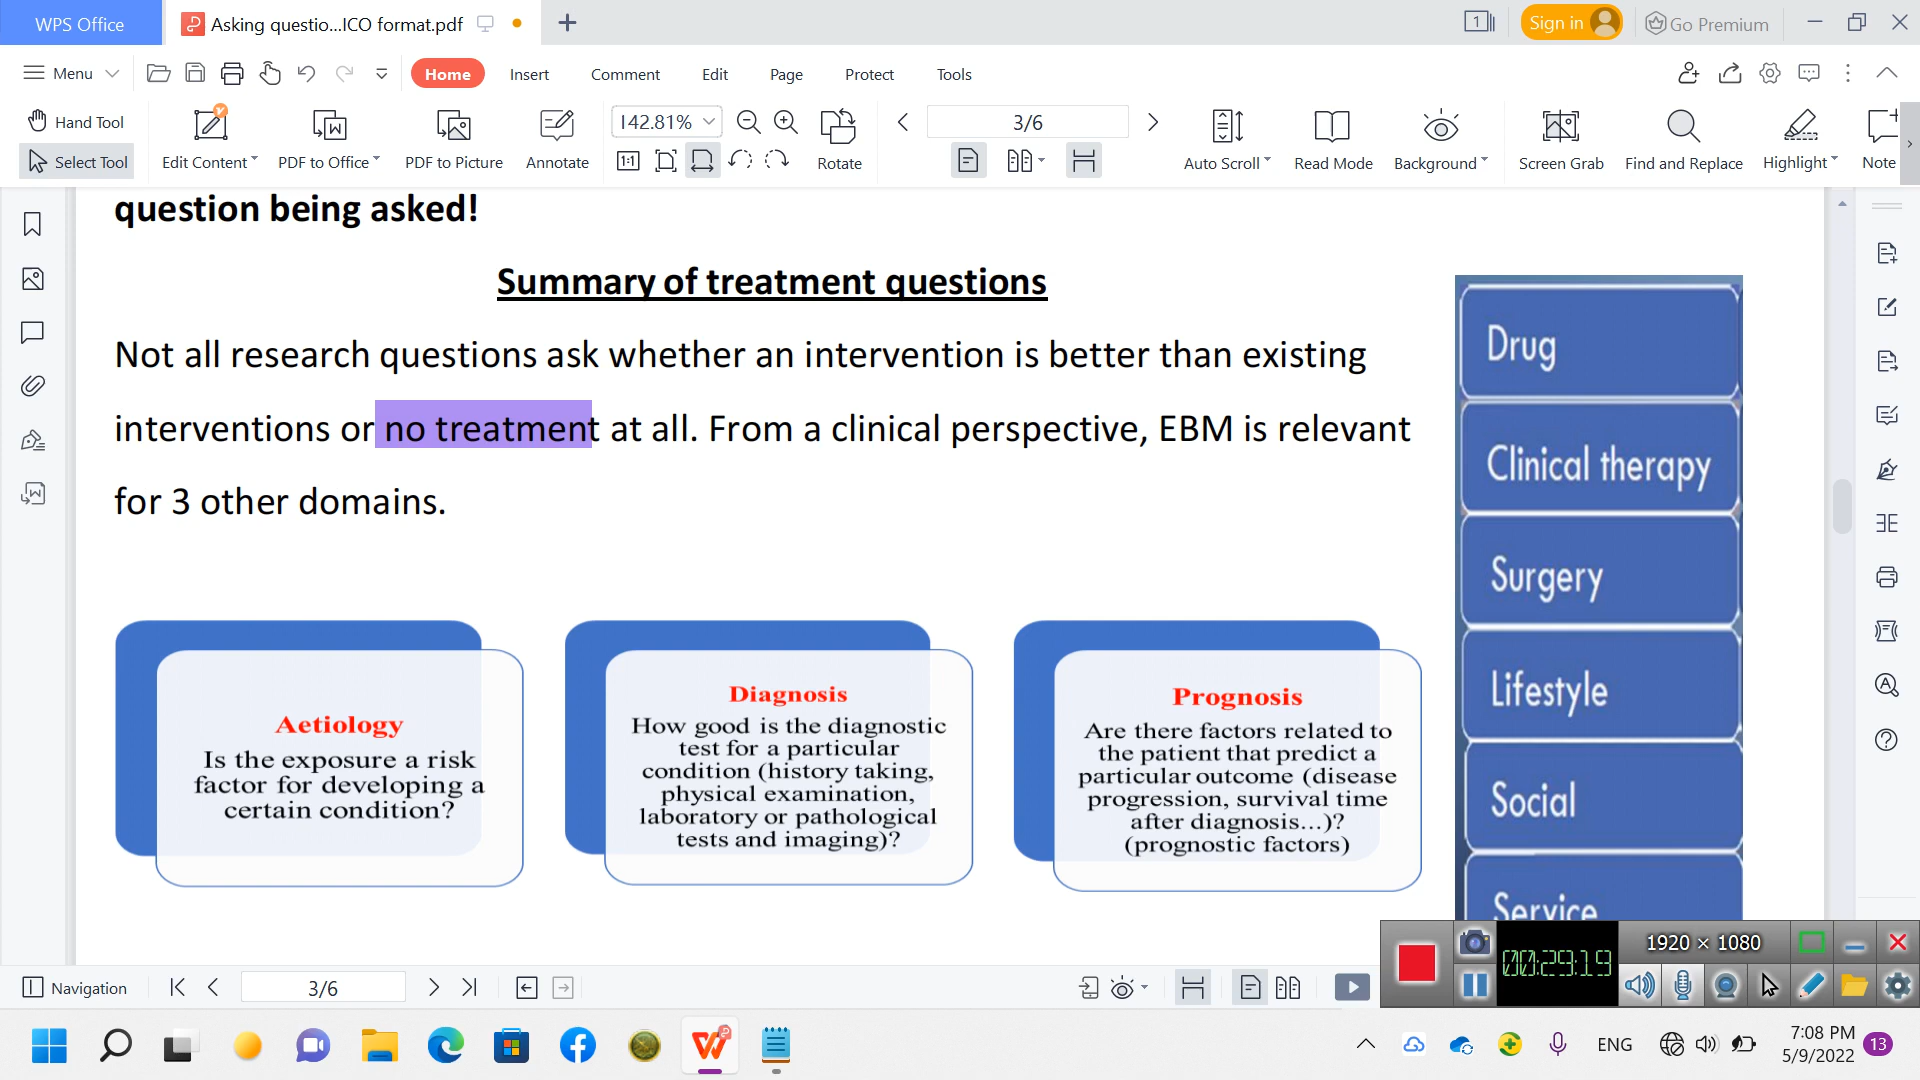 WPS Office
Asking questio...ICO format.pdf
1
Sign in
Go Premium
Menu
Home
Insert
Comment
Edit
Page
Protect
Tools
Hand Tool
Select Tool
Edit Content
PDF to Office
PDF to Picture
Annotate
142.81%
1:1
Rotate
3/6
Auto Scroll
Read Mode
Background
Screen Grab
Find and Replace
Highlight
Note
question being asked!
Summary of treatment questions
Not all research questions ask whether an intervention is better than existing
interventions or no treatment at all. From a clinical perspective, EBM is relevant
for 3 other domains.
Aetiology
Is the exposure a risk
factor for developing a
certain condition?
Diagnosis
How good is the diagnostic
test for a particular
condition (history taking,
physical examination,
laboratory or pathological
tests and imaging)?
Prognosis
Are there factors related to
the patient that predict a
particular outcome (disease
progression, survival time
after diagnosis...)?
(prognostic factors)
Drug
Clinical therapy
Surgery
Lifestyle
Social
Service
00:29:19
1920 × 1080
Navigation
3/6
ENG
7:08 PM
5/9/2022
13